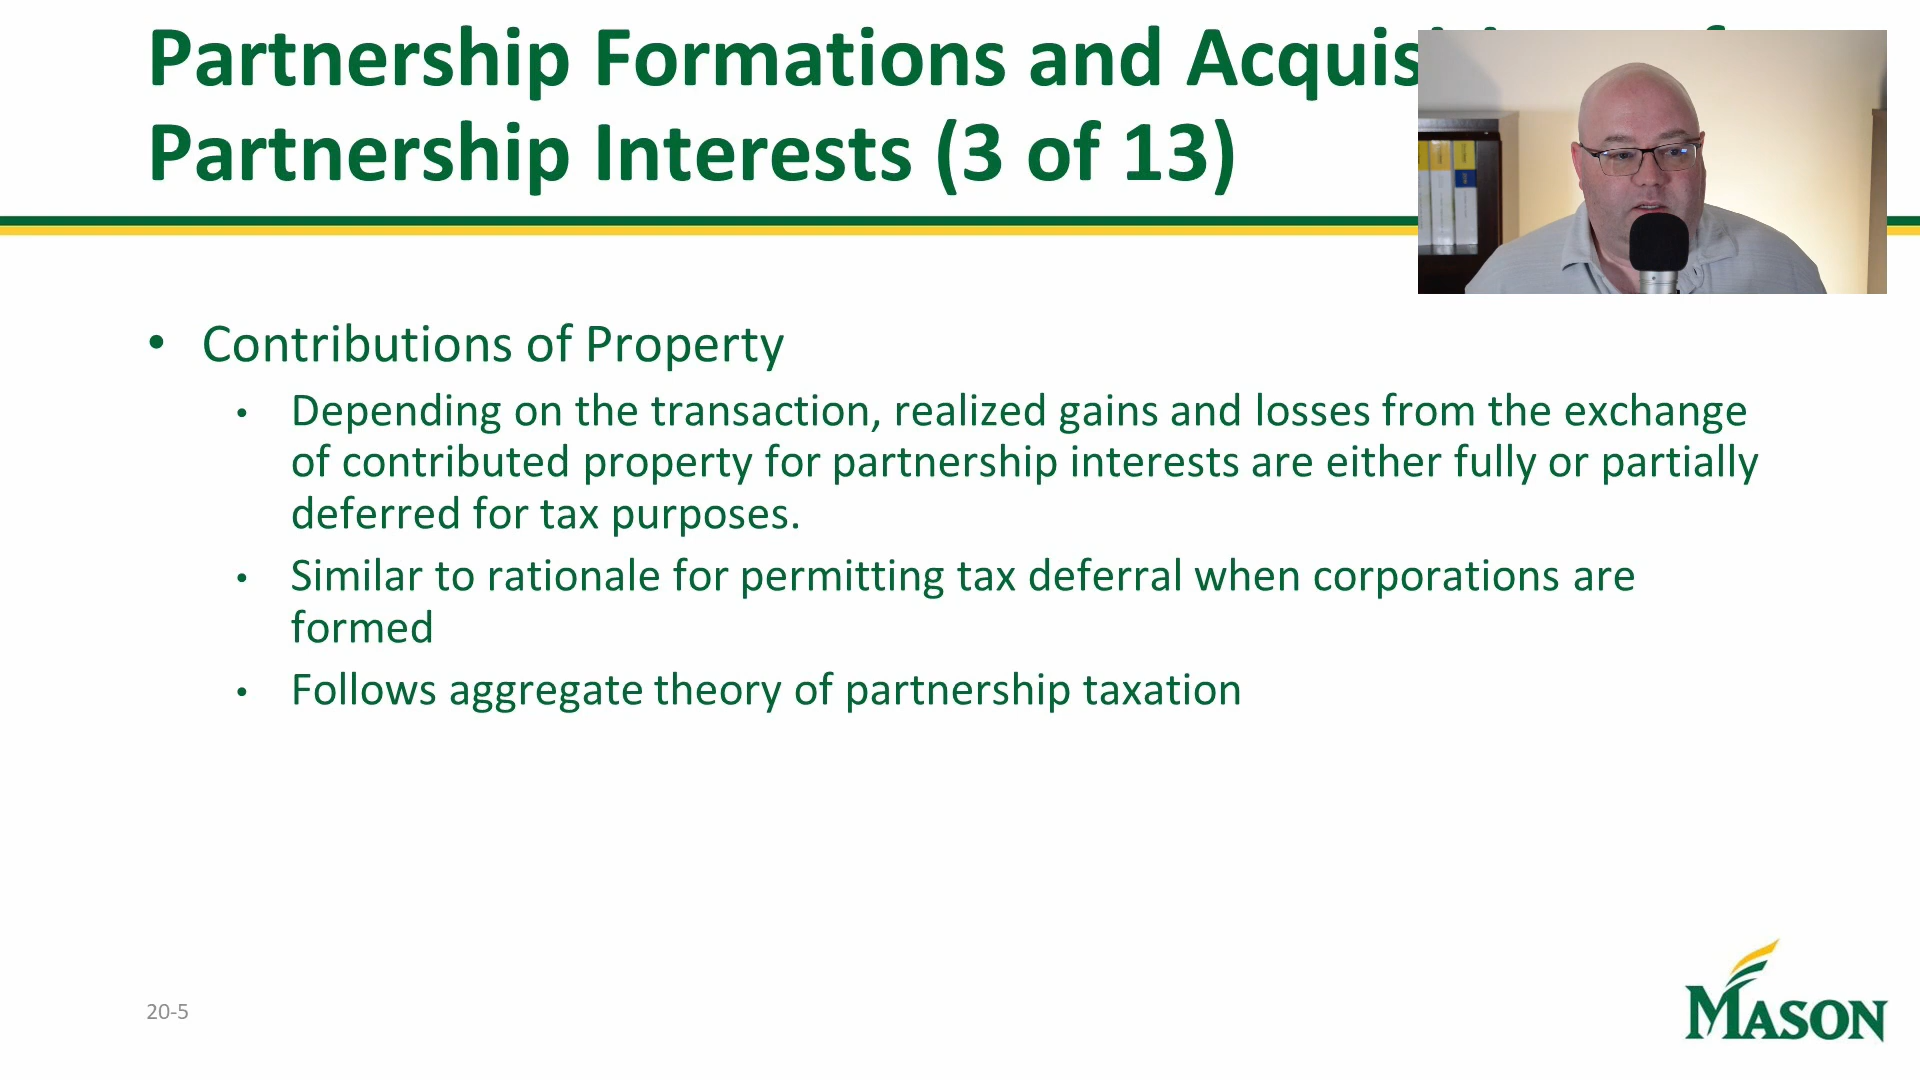 Partnership Formations and Acquis
Partnership Interests (3 of 13)
• Contributions of Property
• Depending on the transaction, realized gains and losses from the exchange
of contributed property for partnership interests are either fully or partially
deferred for tax purposes.
• Similar to rationale for permitting tax deferral when corporations are
formed
• Follows aggregate theory of partnership taxation
20-5
MASON